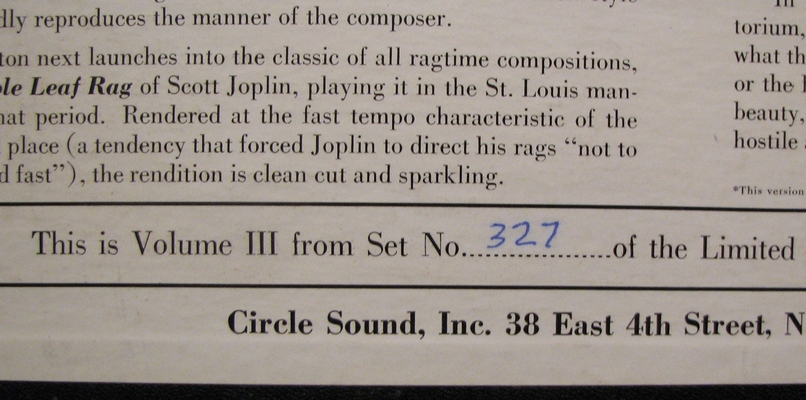 dly reproduces the manner of the composer.
ton next launches into the classic of all ragtime compositions,
le Leaf Rag of Scott Joplin, playing it in the St. Louis man-
hat period. Rendered at the fast tempo characteristic of the
place (a tendency that forced Joplin to direct his rags “not to
d fast”), the rendition is clean cut and sparkling.
torium,
what th
or the
beauty,
hostile
*This version
This is Volume III from Set No. 327 of the Limited
Circle Sound, Inc. 38 East 4th Street, N